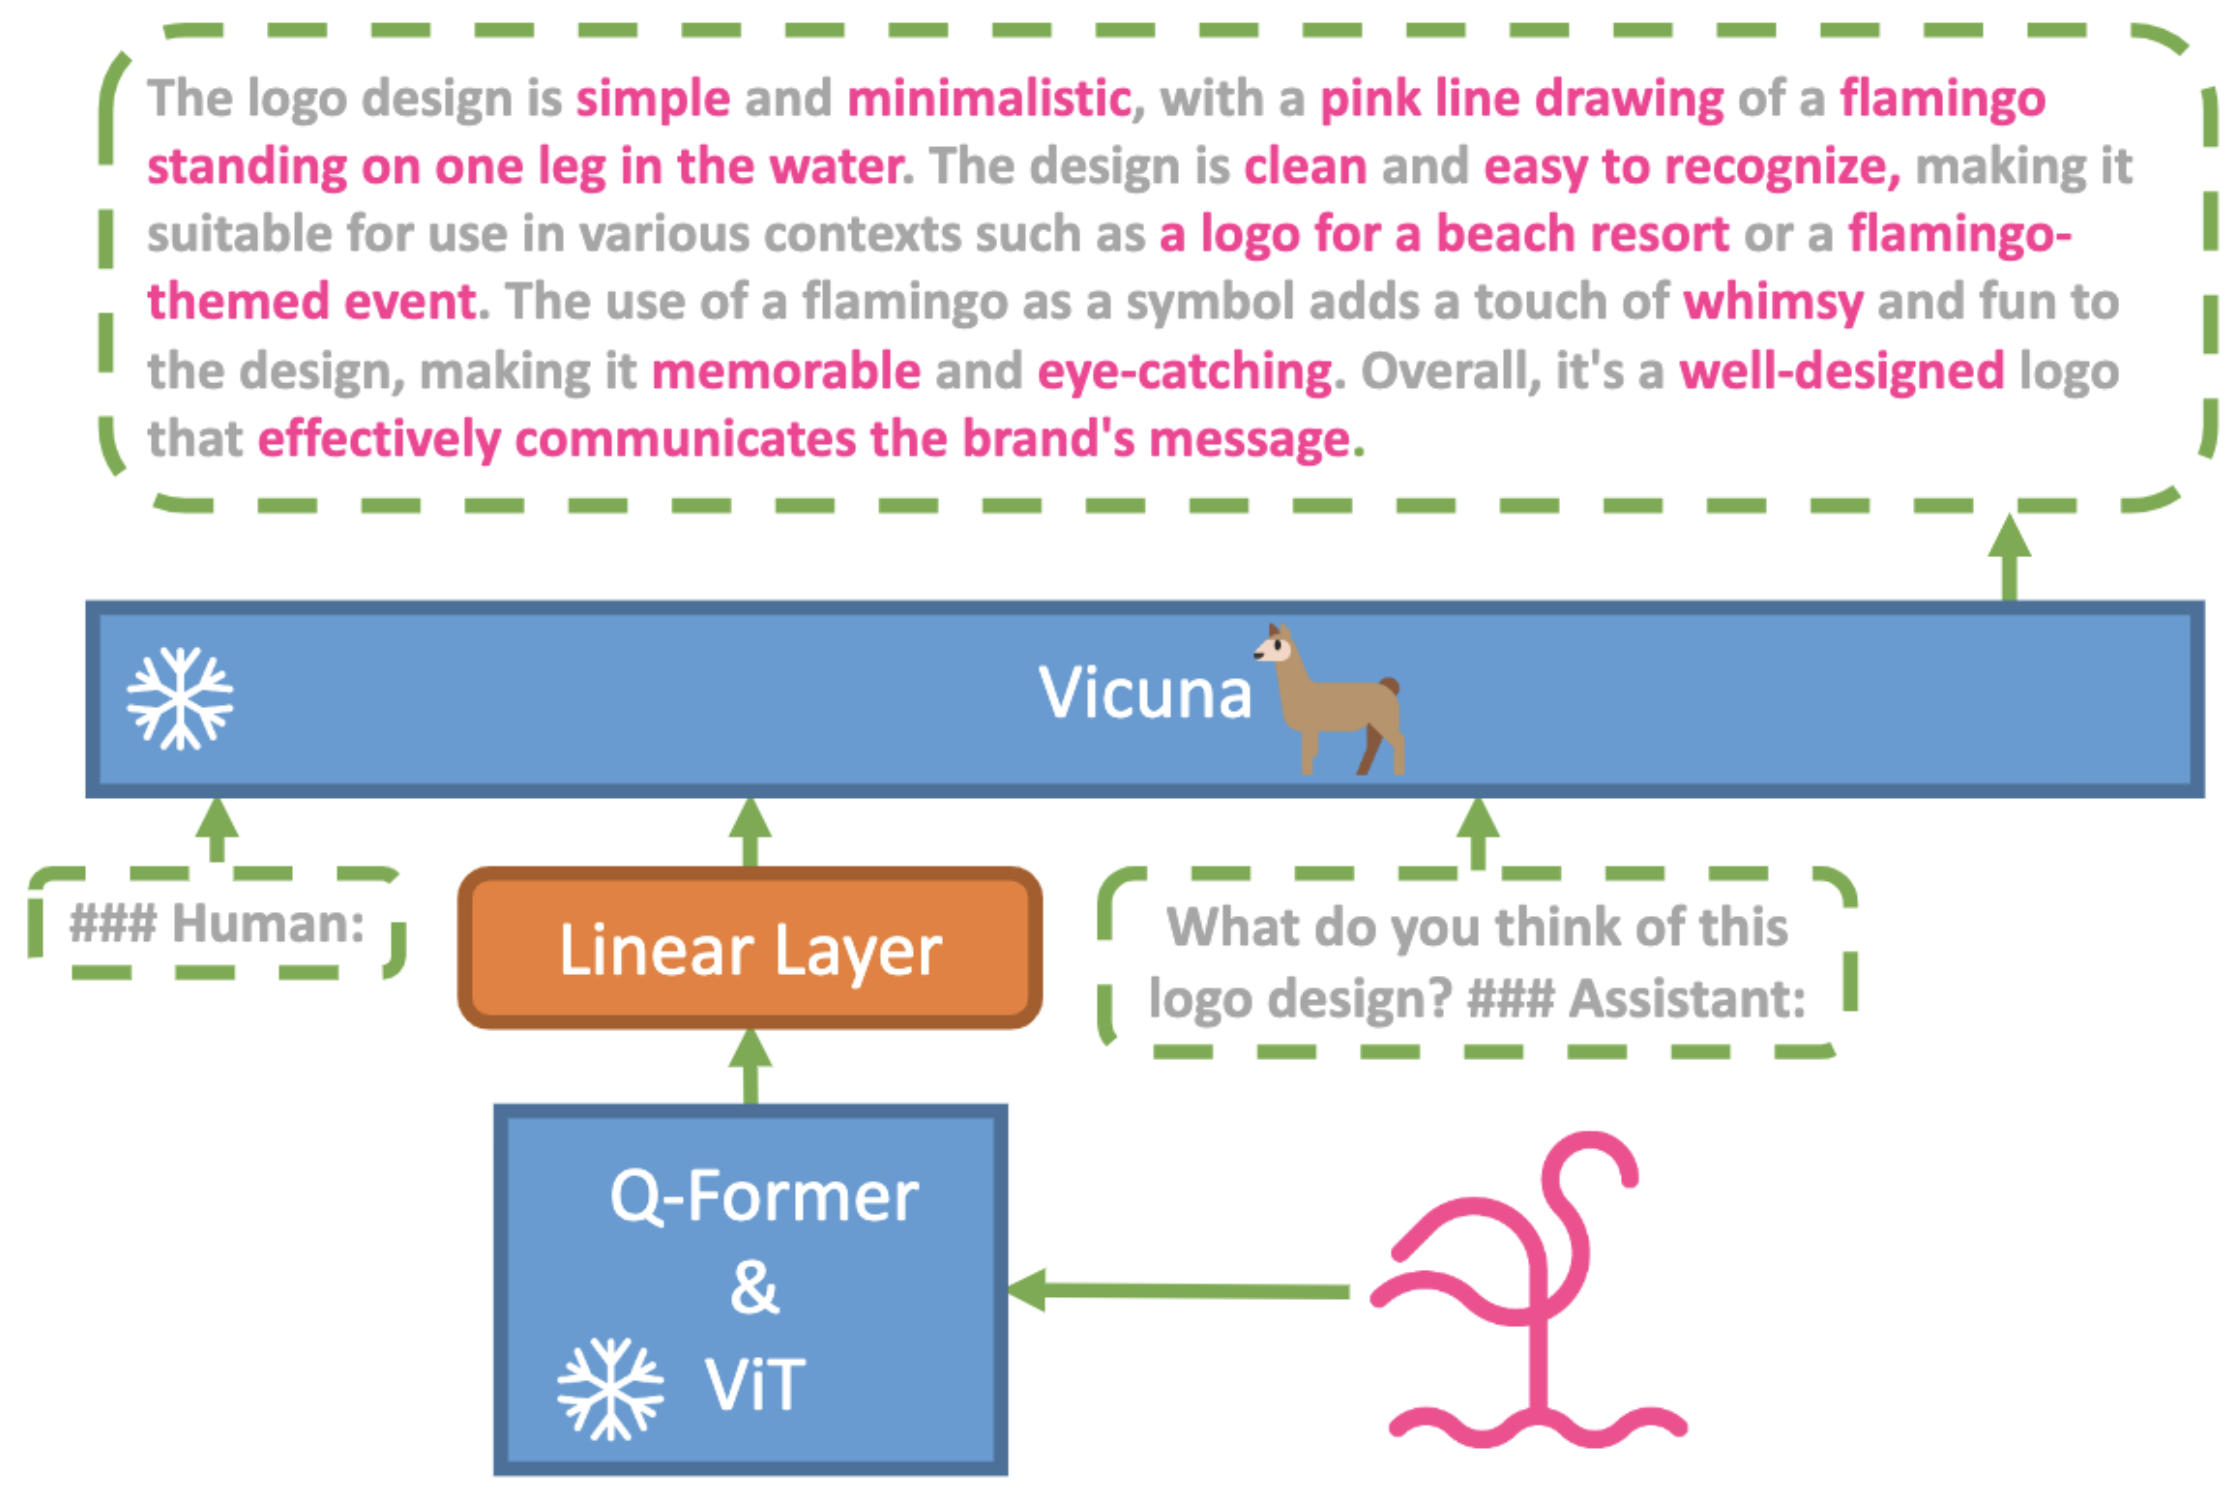 The logo design is simple and minimalistic, with a pink line drawing of a flamingo
standing on one leg in the water. The design is clean and easy to recognize, making it
suitable for use in various contexts such as a logo for a beach resort or a flamingo-
themed event. The use of a flamingo as a symbol adds a touch of whimsy and fun to
the design, making it memorable and eye-catching. Overall, it's a well-designed logo
that effectively communicates the brand's message.
Vicuna
### Human:
Linear Layer
What do you think of this
logo design? ### Assistant:
Q-Former
&
ViT